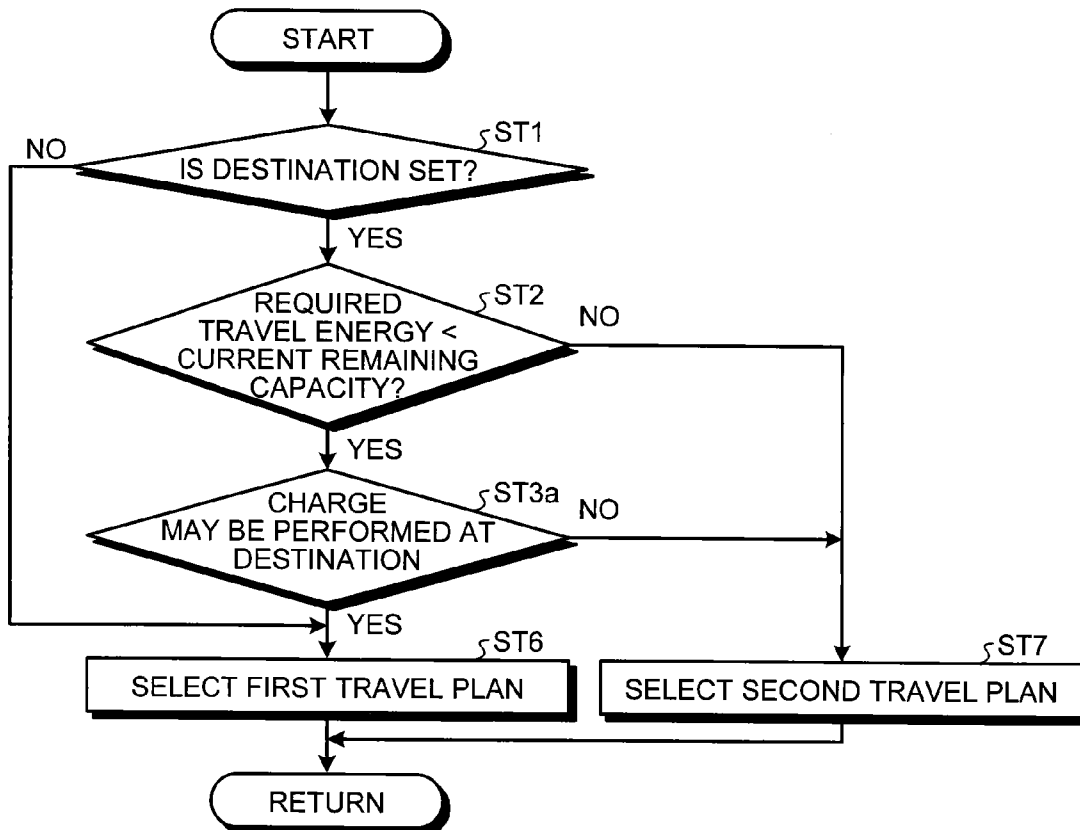 START
ST1
NO
IS DESTINATION SET?
YES
ST2
REQUIRED
TRAVEL ENERGY <
CURRENT REMAINING
CAPACITY?
NO
YES
ST3a
CHARGE
MAY BE PERFORMED AT
DESTINATION
NO
YES
ST6
SELECT FIRST TRAVEL PLAN
ST7
SELECT SECOND TRAVEL PLAN
RETURN